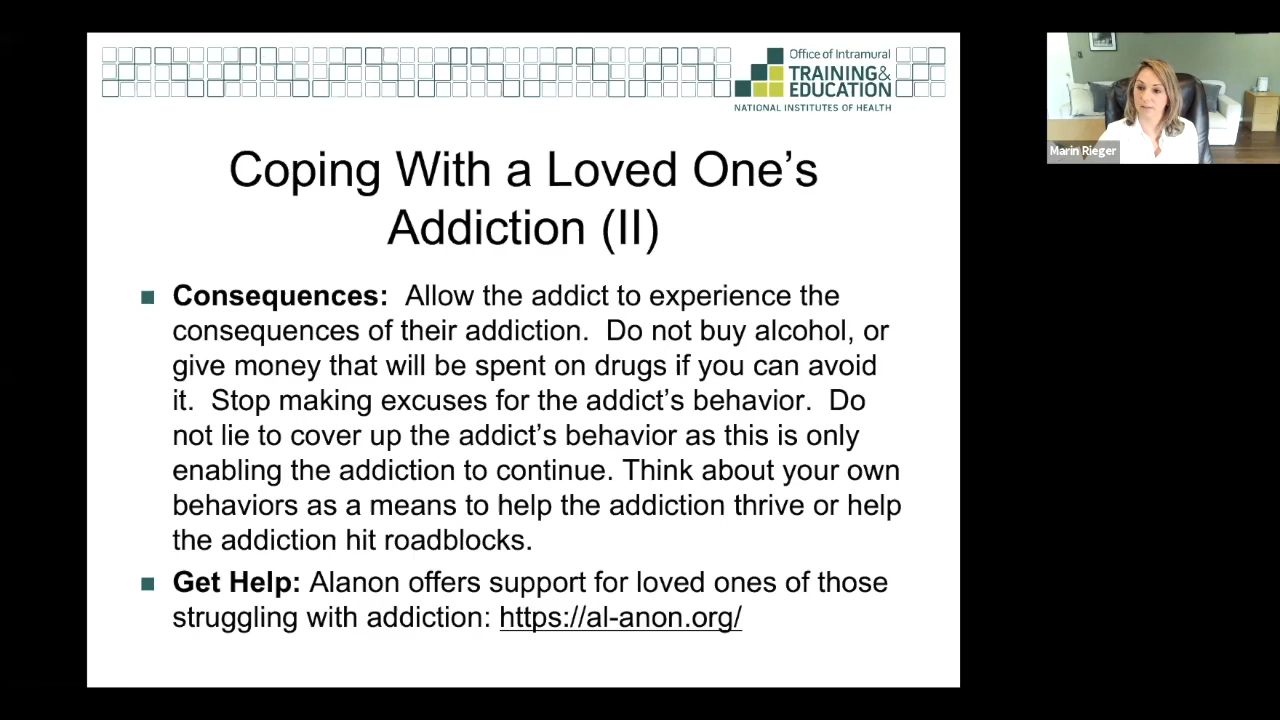 Office of Intramural
TRAINING&
EDUCATION
NATIONAL INSTITUTES OF HEALTH
Marin Rieger
Coping With a Loved One's
Addiction (II)
Consequences: Allow the addict to experience the
consequences of their addiction. Do not buy alcohol, or
give money that will be spent on drugs if you can avoid
it. Stop making excuses for the addict's behavior. Do
not lie to cover up the addict's behavior as this is only
enabling the addiction to continue. Think about your own
behaviors as a means to help the addiction thrive or help
the addiction hit roadblocks.
Get Help: Alanon offers support for loved ones of those
struggling with addiction: https://al-anon.org/